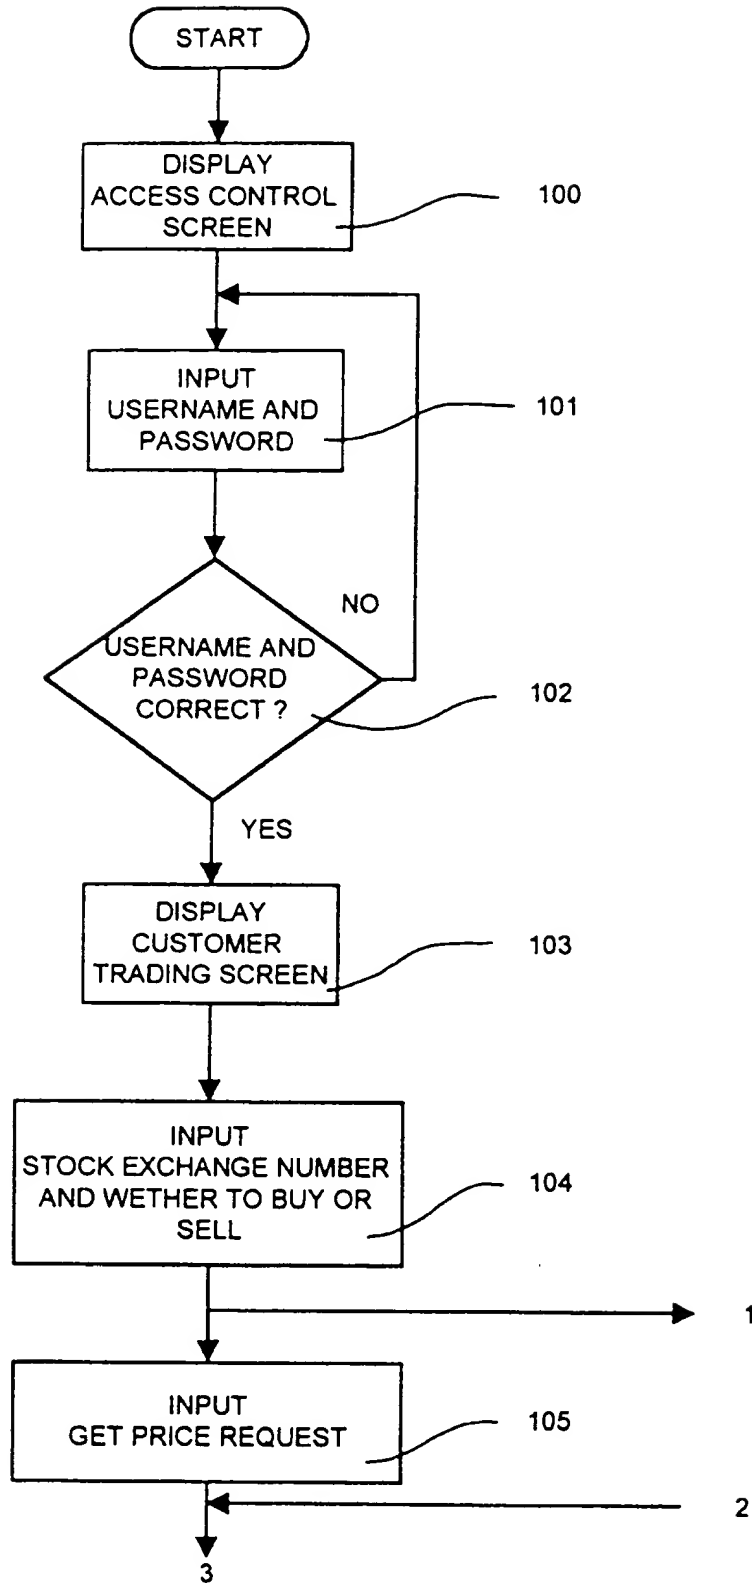 START
DISPLAY
ACCESS CONTROL
SCREEN
100
INPUT
USERNAME AND
PASSWORD
101
NO
USERNAME AND
PASSWORD
CORRECT ?
102
YES
DISPLAY
CUSTOMER
TRADING SCREEN
103
INPUT
STOCK EXCHANGE NUMBER
AND WETHER TO BUY OR
SELL
104
1
INPUT
GET PRICE REQUEST
105
2
3